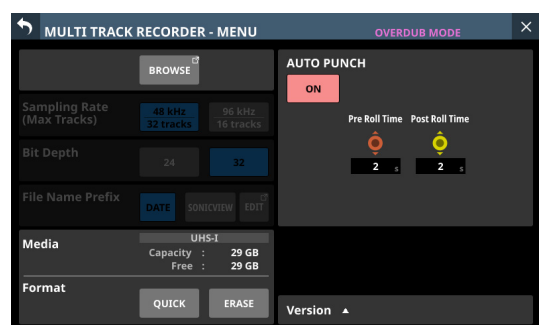 MULTI TRACK RECORDER - MENU
OVERDUB MODE
BROWSE
Sampling Rate
(Max Tracks)
48 kHz
32 tracks
96 kHz
16 tracks
Bit Depth
24
32
File Name Prefix
DATE
SONICVIEW
EDIT
Media
UHS-I
Capacity : 29 GB
Free : 29 GB
Format
QUICK
ERASE
AUTO PUNCH
ON
Pre Roll Time
Post Roll Time
2 s
2 s
Version